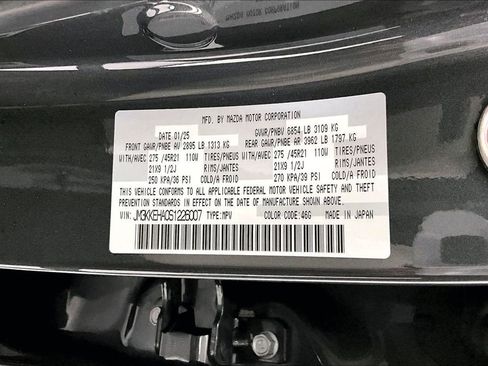 MFD. BY MAZDA MOTOR CORPORATION
DATE 01/25 GVWR/PNBV 6854 LB 3109 KG
FRONT GAWR/PNBE AV 2895 LB 1313 KG REAR GAWR/PNBE AR 3962 LB 1797 KG
WITH/AVEC 275 /45R21 110W TIRES/PNEUS WITH/AVEC 275 /45R21 110W TIRES/PNEUS
21X9 1/2J RIMS/JANTES 21X9 1/2J RIMS/JANTES
250 KPA/36 PSI COLD/A FROID 270 KPA/39 PSI COLD/A FROID
THIS VEHICLE CONFORMS TO ALL APPLICABLE FEDERAL MOTOR VEHICLE SAFETY AND THEFT
PREVENTION STANDARDS IN EFFECT ON THE DATE OF MANUFACTURE SHOWN ABOVE.
VIN: JM3KKEHA0S1226007 TYPE: MPV COLOR CODE: 46G MADE IN JAPAN